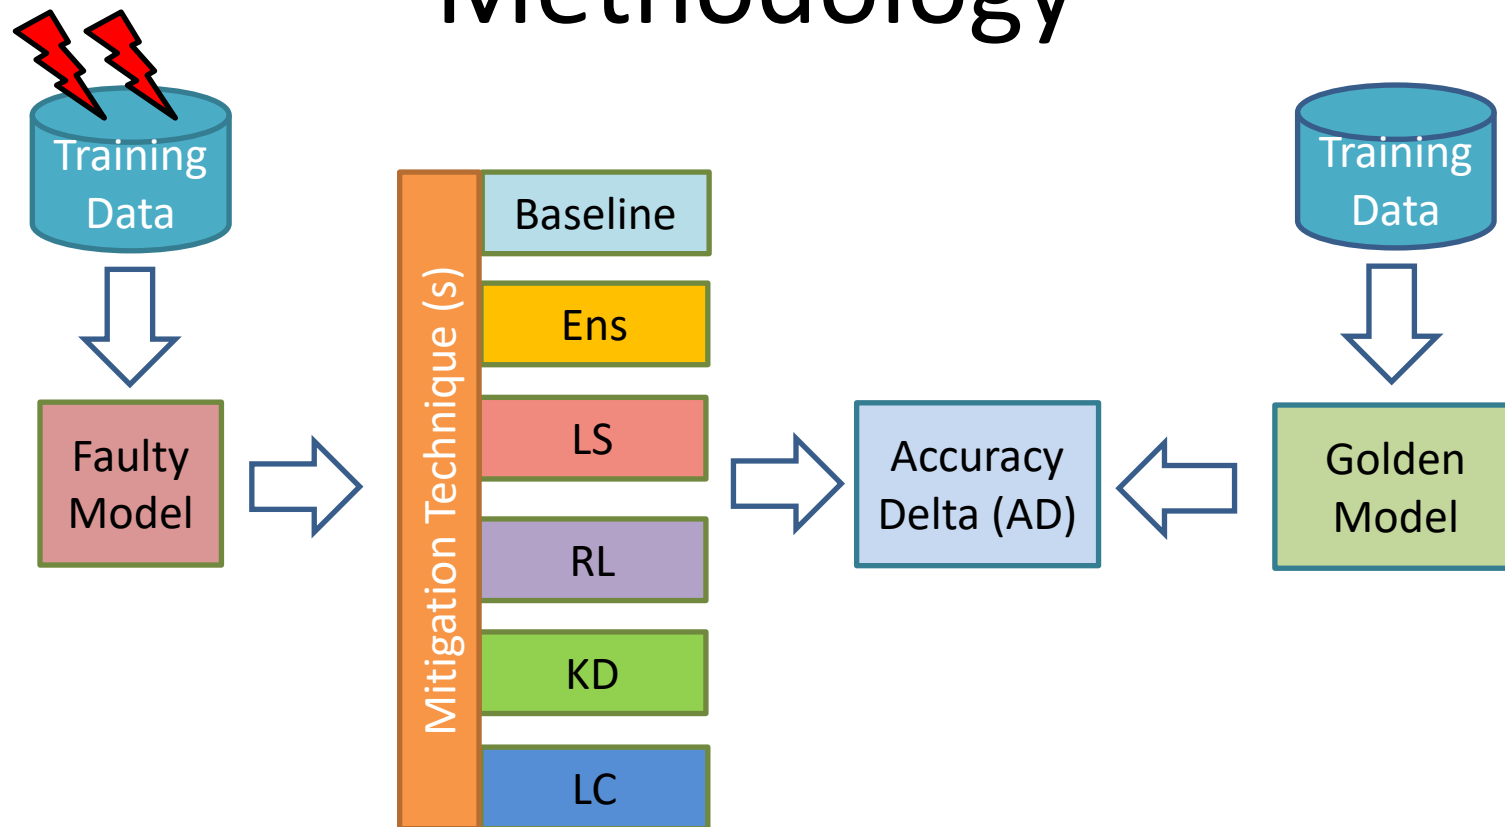 Methodology
Training
Data
Faulty
Model
Mitigation Technique (s)
Baseline
Ens
LS
RL
KD
LC
Accuracy
Delta (AD)
Training
Data
Golden
Model